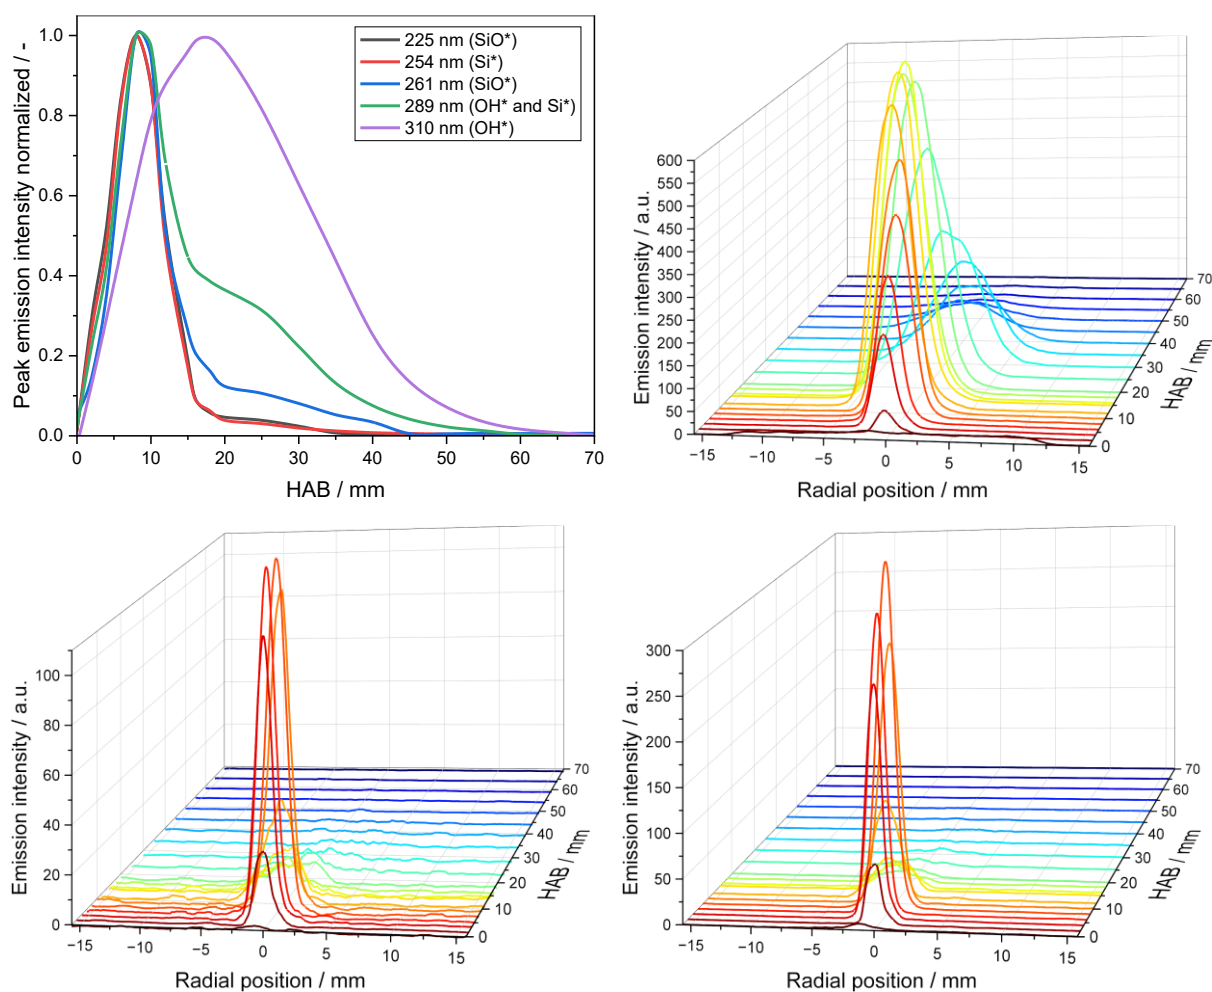 Peak emission intensity normalized / -
1.0
0.8
0.6
0.4
0.2
0.0
0 10 20 30 40 50 60 70
HAB / mm
225 nm (SiO*)
254 nm (Si*)
261 nm (SiO*)
289 nm (OH* and Si*)
310 nm (OH*)
Emission intensity / a.u.
600
550
500
450
400
350
300
250
200
150
100
50
0
−15 −10 −5 0 5 10 15
Radial position / mm
70
60
50
40
30
20
10
0
HAB / mm
Emission intensity / a.u.
100
80
60
40
20
0
−15 −10 −5 0 5 10 15
Radial position / mm
70
60
50
40
30
20
10
0
HAB / mm
Emission intensity / a.u.
300
250
200
150
100
50
0
−15 −10 −5 0 5 10 15
Radial position / mm
70
60
50
40
30
20
10
0
HAB / mm